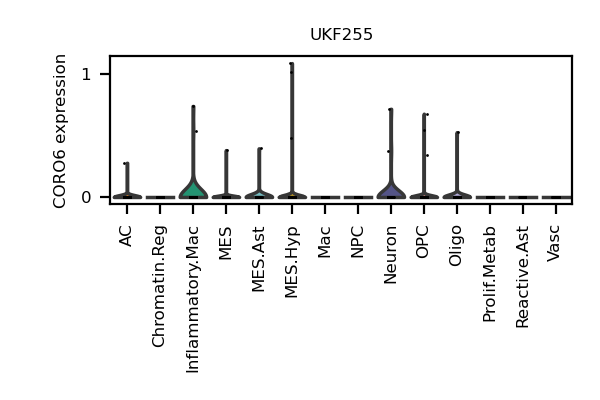 UKF255
CORO6 expression
1
0
AC
Chromatin.Reg
Inflammatory.Mac
MES
MES.Ast
MES.Hyp
Mac
NPC
Neuron
OPC
Oligo
Prolif.Metab
Reactive.Ast
Vasc